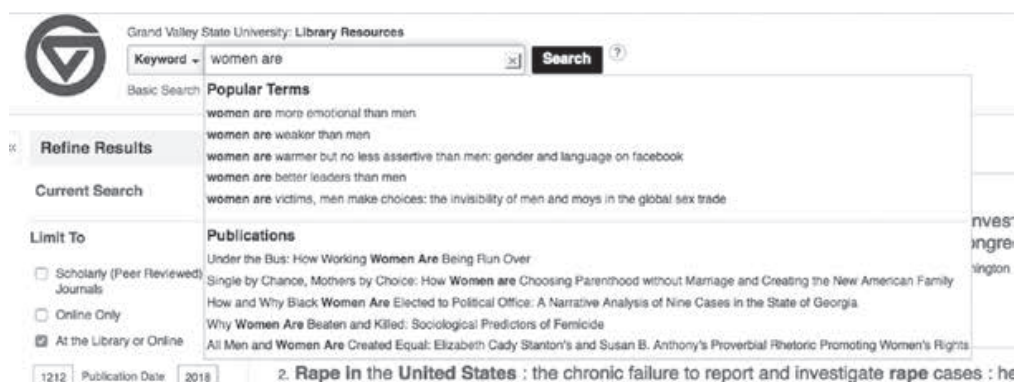 Grand Valley State University: Library Resources
Keyword women are x Search ?
Basic Search
Popular Terms
women are more emotional than men
women are weaker than men
women are warmer but no less assertive than men: gender and language on facebook
women are better leaders than men
women are victims, men make choices: the invisibility of men and moys in the global sex trade
Publications
Under the Bus: How Working Women Are Being Run Over
Single by Chance, Mothers by Choice: How Women are Choosing Parenthood without Marriage and Creating the New American Family
How and Why Black Women Are Elected to Political Office: A Narrative Analysis of Nine Cases in the State of Georgia
Why Women Are Beaten and Killed: Sociological Predictors of Femicide
All Men and Women Are Created Equal: Elizabeth Cady Stanton's and Susan B. Anthony's Proverbial Rhetoric Promoting Women's Rights
Refine Results
Current Search
Limit To
Scholarly (Peer Reviewed)
Journals
Online Only
At the Library or Online
1212 Publication Date 2018
2. Rape in the United States : the chronic failure to report and investigate rape cases : he